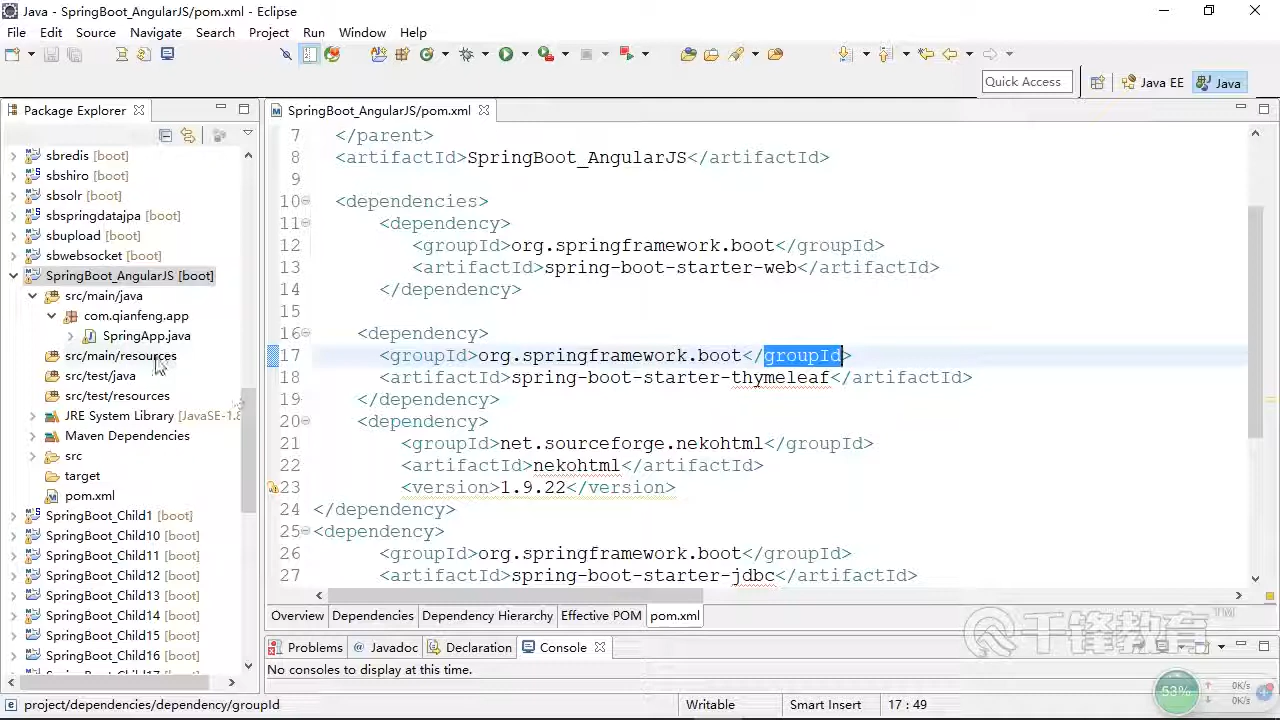 Java - SpringBoot_AngularJS/pom.xml - Eclipse
File Edit Source Navigate Search Project Run Window Help
Quick Access
Java EE
Java
Package Explorer
SpringBoot_AngularJS/pom.xml
sbredis [boot]
sbshiro [boot]
sbsolr [boot]
sbspringdatajpa [boot]
sbupload [boot]
sbwebsocket [boot]
SpringBoot_AngularJS [boot]
src/main/java
com.qianfeng.app
SpringApp.java
src/main/resources
src/test/java
src/test/resources
JRE System Library [JavaSE-1.8
Maven Dependencies
src
target
pom.xml
SpringBoot_Child1 [boot]
SpringBoot_Child10 [boot]
SpringBoot_Child11 [boot]
SpringBoot_Child12 [boot]
SpringBoot_Child13 [boot]
SpringBoot_Child14 [boot]
SpringBoot_Child15 [boot]
SpringBoot_Child16 [boot]
7 </parent>
8 <artifactId>SpringBoot_AngularJS</artifactId>
9
10 <dependencies>
11 <dependency>
12 <groupId>org.springframework.boot</groupId>
13 <artifactId>spring-boot-starter-web</artifactId>
14 </dependency>
15
16 <dependency>
17 <groupId>org.springframework.boot</groupId>
18 <artifactId>spring-boot-starter-thymeleaf</artifactId>
19 </dependency>
20 <dependency>
21 <groupId>net.sourceforge.nekohtml</groupId>
22 <artifactId>nekohtml</artifactId>
23 <version>1.9.22</version>
24 </dependency>
25 <dependency>
26 <groupId>org.springframework.boot</groupId>
27 <artifactId>spring-boot-starter-jdbc</artifactId>
Overview Dependencies Dependency Hierarchy Effective POM pom.xml
Problems @ Javadoc Declaration Console
No consoles to display at this time.
千锋教育™
project/dependencies/dependency/groupId
Writable
Smart Insert
17 : 49
53%
0K/s
0K/s